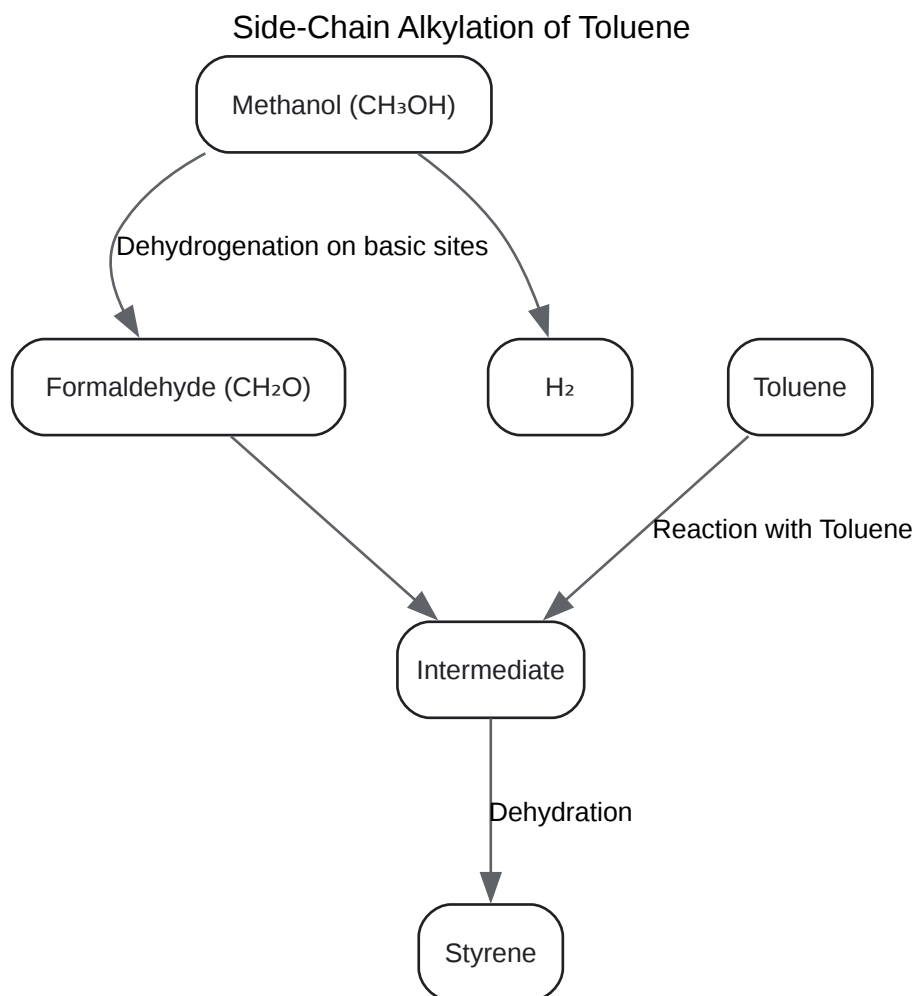 Side-Chain Alkylation of Toluene
Methanol (CH₃OH)
Dehydrogenation on basic sites
Formaldehyde (CH₂O)
H₂
Toluene
Reaction with Toluene
Intermediate
Dehydration
Styrene